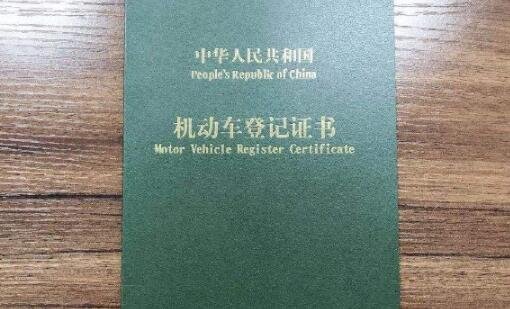 中华人民共和国
People's Republic of China
机动车登记证书
Motor Vehicle Register Certificate